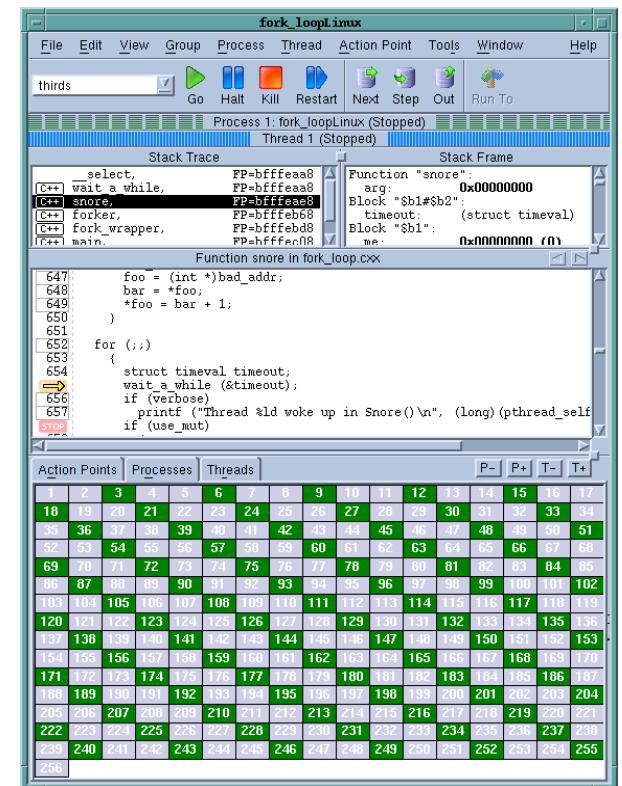 fork_loopLinux
File Edit View Group Process Thread Action Point Tools Window Help
thirds Go Halt Kill Restart Next Step Out Run To
Process 1: fork_loopLinux (Stopped)
Thread 1 (Stopped)
Stack Trace Stack Frame
__select, FP=bfffeaa8
C++ wait_a_while, FP=bfffeaa8
C++ snore, FP=bfffeae8
C++ forker, FP=bfffeb68
C++ fork_wrapper, FP=bfffebd8
C++ main, FP=bfffec08
Function "snore":
arg: 0x00000000
Block "$b1#$b2":
timeout: (struct timeval)
Block "$b1":
me: 0x00000000 (0)
Function snore in fork_loop.cxx
647 foo = (int *)bad_addr;
648 bar = *foo;
649 *foo = bar + 1;
650 }
651
652 for (;;)
653 {
654 struct timeval timeout;
wait_a_while (&timeout);
656 if (verbose)
657 printf ("Thread %ld woke up in Snore()\n", (long)(pthread_self
STOP if (use_mut)
Action Points Processes Threads P- P+ T- T+
1 2 3 4 5 6 7 8 9 10 11 12 13 14 15 16 17
18 19 20 21 22 23 24 25 26 27 28 29 30 31 32 33 34
35 36 37 38 39 40 41 42 43 44 45 46 47 48 49 50 51
52 53 54 55 56 57 58 59 60 61 62 63 64 65 66 67 68
69 70 71 72 73 74 75 76 77 78 79 80 81 82 83 84 85
86 87 88 89 90 91 92 93 94 95 96 97 98 99 100 101 102
103 104 105 106 107 108 109 110 111 112 113 114 115 116 117 118 119
120 121 122 123 124 125 126 127 128 129 130 131 132 133 134 135 136
137 138 139 140 141 142 143 144 145 146 147 148 149 150 151 152 153
154 155 156 157 158 159 160 161 162 163 164 165 166 167 168 169 170
171 172 173 174 175 176 177 178 179 180 181 182 183 184 185 186 187
188 189 190 191 192 193 194 195 196 197 198 199 200 201 202 203 204
205 206 207 208 209 210 211 212 213 214 215 216 217 218 219 220 221
222 223 224 225 226 227 228 229 230 231 232 233 234 235 236 237 238
239 240 241 242 243 244 245 246 247 248 249 250 251 252 253 254 255
256